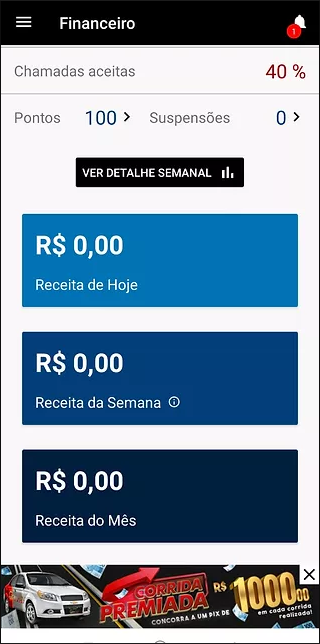 Financeiro
1
Chamadas aceitas 40 %
Pontos 100 Suspensões 0
VER DETALHE SEMANAL
R$ 0,00
Receita de Hoje
R$ 0,00
Receita da Semana
R$ 0,00
Receita do Mês
CORRIDA
PREMIADA
CONCORRA A UM PIX DE
R$ 1000,00
em cada corrida
realizada!